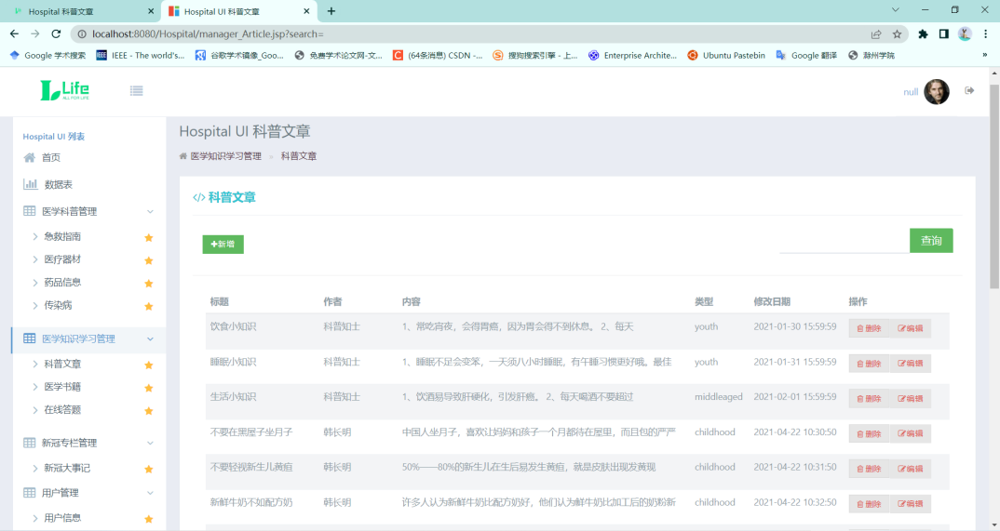 Hospital 科普文章
Hospital UI 科普文章
localhost:8080/Hospital/manager_Article.jsp?search=
Google 学术搜索
IEEE - The world's...
谷歌学术镜像_Goo...
免费学术论文网-文...
(64条消息) CSDN -...
搜狗搜索引擎 - 上...
Enterprise Archite...
Ubuntu Pastebin
Google 翻译
滁州学院
Life
ALL FOR LIFE
null
Hospital UI 列表
首页
数据表
医学科普管理
急救指南
医疗器材
药品信息
传染病
医学知识学习管理
科普文章
医学书籍
在线答题
新冠专栏管理
新冠大事记
用户管理
用户信息
Hospital UI 科普文章
医学知识学习管理 » 科普文章
</> 科普文章
+新增
查询
标题 作者 内容 类型 修改日期 操作
饮食小知识 科普知士 1、常吃宵夜，会得胃癌，因为胃会得不到休息。 2、每天 youth 2021-01-30 15:59:59 删除 编辑
睡眠小知识 科普知士 1、睡眠不足会变笨，一天须八小时睡眠，有午睡习惯更好哦。最佳 youth 2021-01-31 15:59:59 删除 编辑
生活小知识 科普知士 1、饮酒易导致肝硬化，引发肝癌。 2、每天喝酒不要超过 middleaged 2021-02-01 15:59:59 删除 编辑
不要在黑屋子坐月子 韩长明 中国人坐月子，喜欢让妈妈和孩子一个月都待在屋里，而且包的严严 childhood 2021-04-22 10:30:50 删除 编辑
不要轻视新生儿黄疸 韩长明 50%——80%的新生儿在生后易发生黄疸，就是皮肤出现发黄现 childhood 2021-04-22 10:31:50 删除 编辑
新鲜牛奶不如配方奶 韩长明 许多人认为新鲜牛奶比配方奶好，他们认为鲜牛奶比加工后的奶粉新 childhood 2021-04-22 10:32:50 删除 编辑